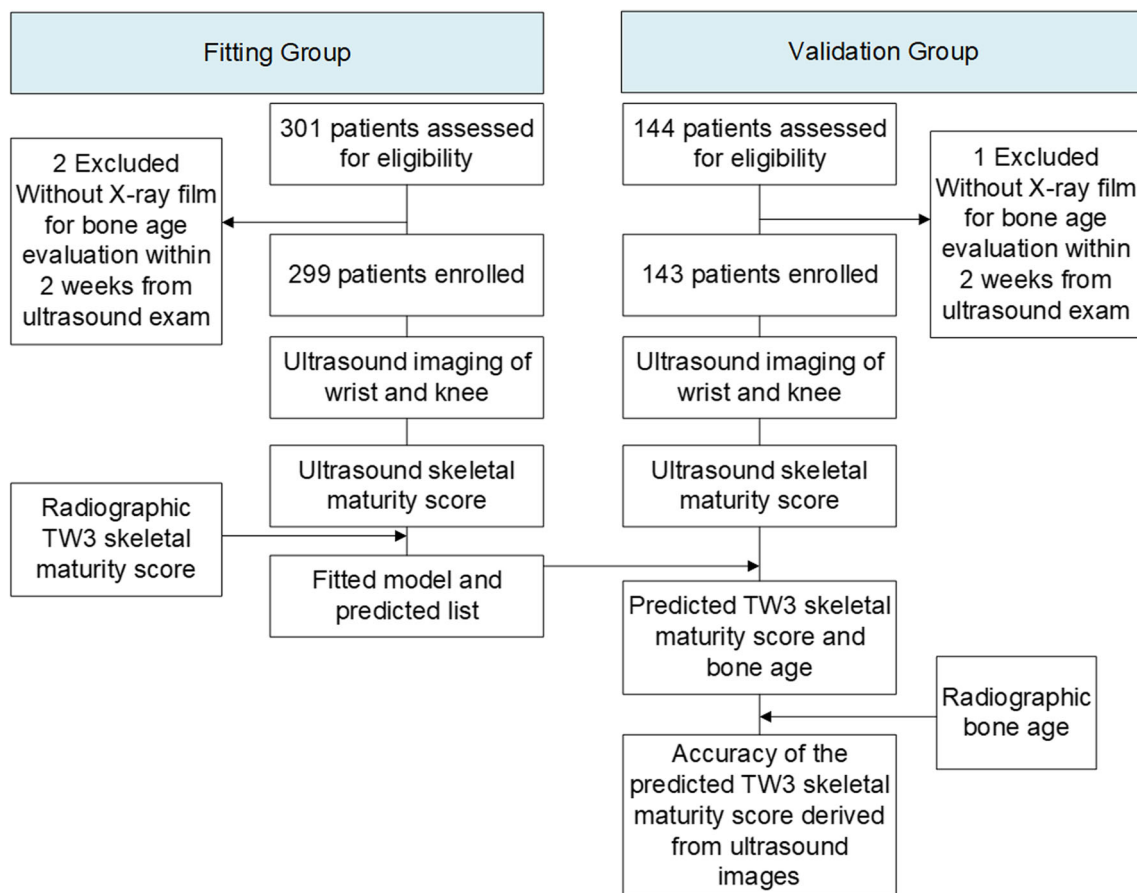 Fitting Group
301 patients assessed
for eligibility
2 Excluded
Without X-ray film
for bone age
evaluation within
2 weeks from
ultrasound exam
299 patients enrolled
Ultrasound imaging of
wrist and knee
Ultrasound skeletal
maturity score
Radiographic
TW3 skeletal
maturity score
Fitted model and
predicted list
Validation Group
144 patients assessed
for eligibility
1 Excluded
Without X-ray film
for bone age
evaluation within
2 weeks from
ultrasound exam
143 patients enrolled
Ultrasound imaging of
wrist and knee
Ultrasound skeletal
maturity score
Predicted TW3 skeletal
maturity score and
bone age
Radiographic
bone age
Accuracy of the
predicted TW3 skeletal
maturity score derived
from ultrasound
images